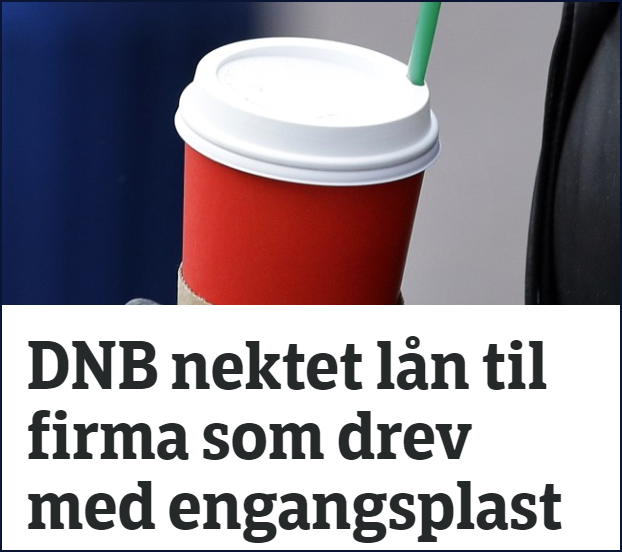 DNB nektet lån til
firma som drev
med engangsplast